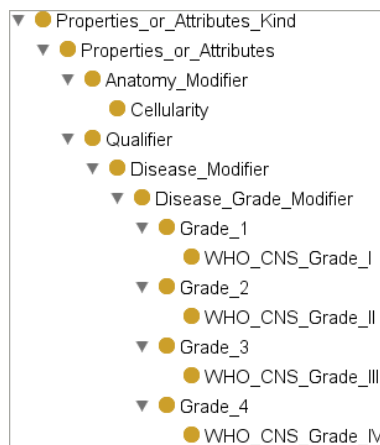 Properties_or_Attributes_Kind
Properties_or_Attributes
Anatomy_Modifier
Cellularity
Qualifier
Disease_Modifier
Disease_Grade_Modifier
Grade_1
WHO_CNS_Grade_I
Grade_2
WHO_CNS_Grade_II
Grade_3
WHO_CNS_Grade_III
Grade_4
WHO_CNS_Grade_IV